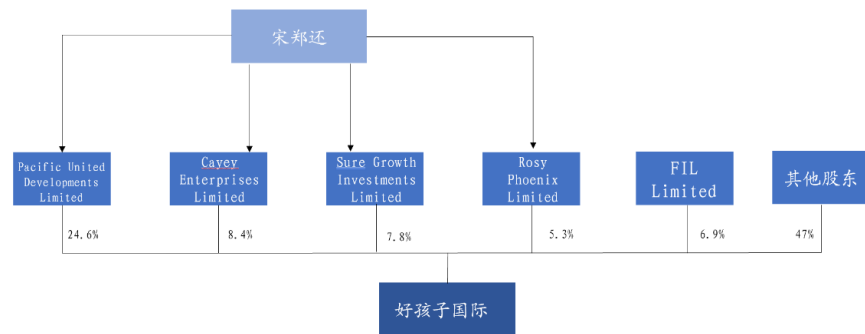 宋郑还
Pacific United
Developments
Limited
Cayey
Enterprises
Limited
Sure Growth
Investments
Limited
Rosy
Phoenix
Limited
FIL
Limited
其他股东
24.6%
8.4%
7.8%
5.3%
6.9%
47%
好孩子国际